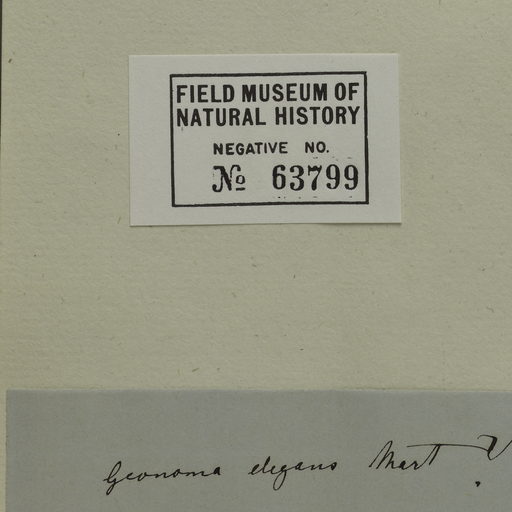 FIELD MUSEUM OF
NATURAL HISTORY
NEGATIVE NO.
№ 63799
Geonoma elegans Mart ?